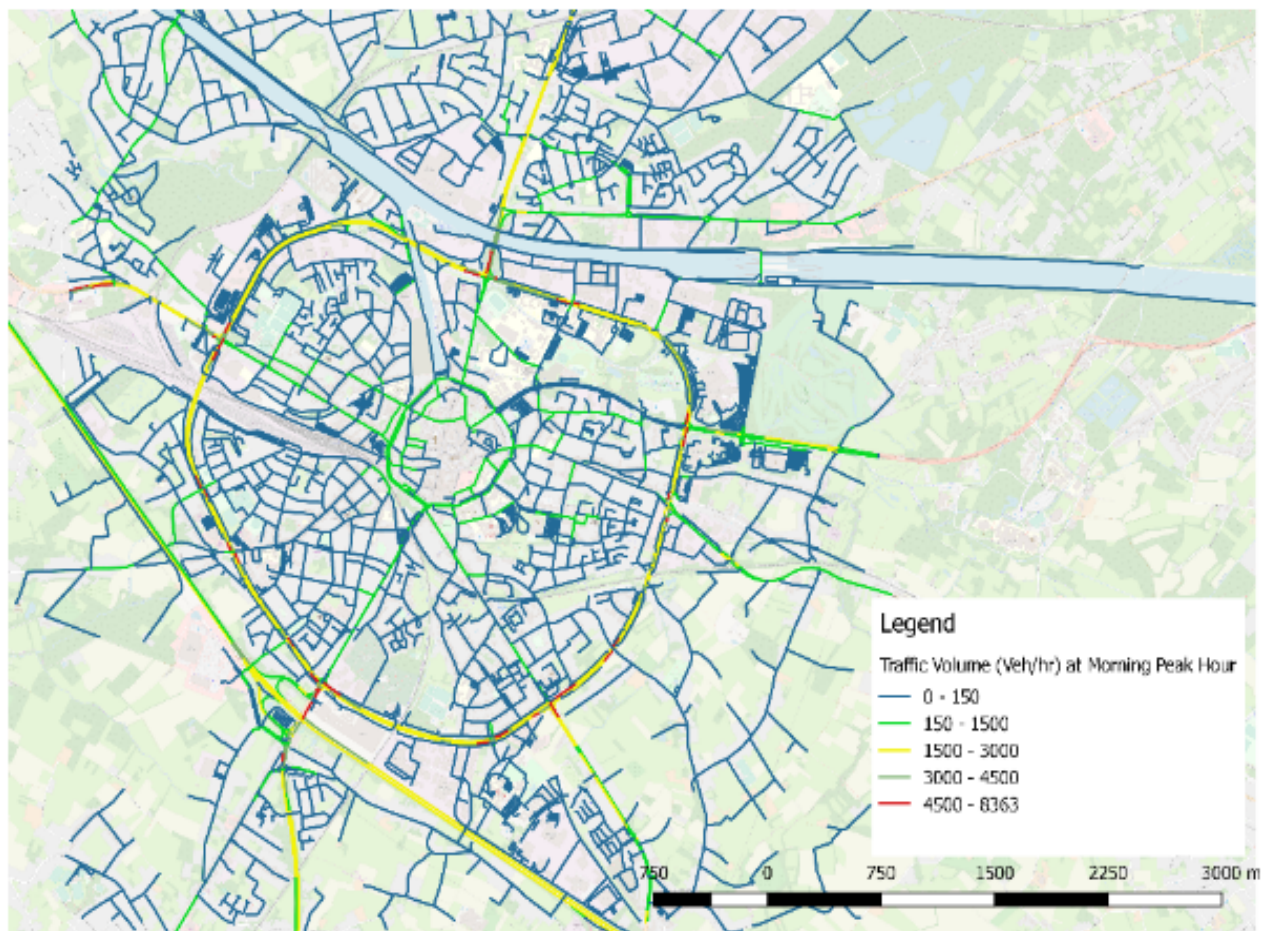 Legend
Traffic Volume (Veh/hr) at Morning Peak Hour
0 - 150
150 - 1500
1500 - 3000
3000 - 4500
4500 - 8363
750 0 750 1500 2250 3000 m